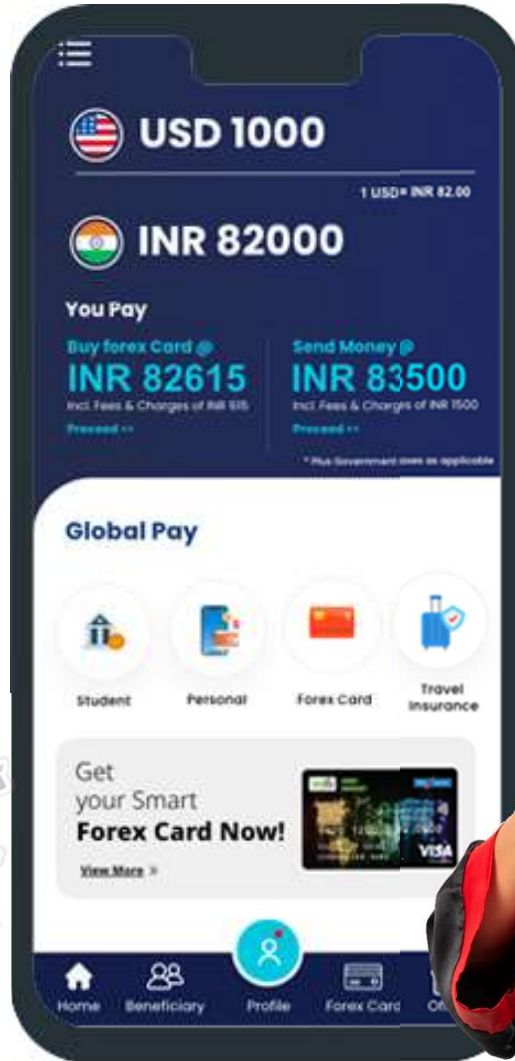 USD 1000
1 USD= INR 82.00
INR 82000
You Pay
Buy forex Card @
INR 82615
Incl. Fees & Charges of INR 615
Proceed >>
Send Money @
INR 83500
Incl. Fees & Charges of INR 1500
Proceed >>
* Plus Government taxes as applicable
Global Pay
Student
Personal
Forex Card
Travel
Insurance
Get
your Smart
Forex Card Now!
View More »
VISA
Home
Beneficiary
Profile
Forex Card